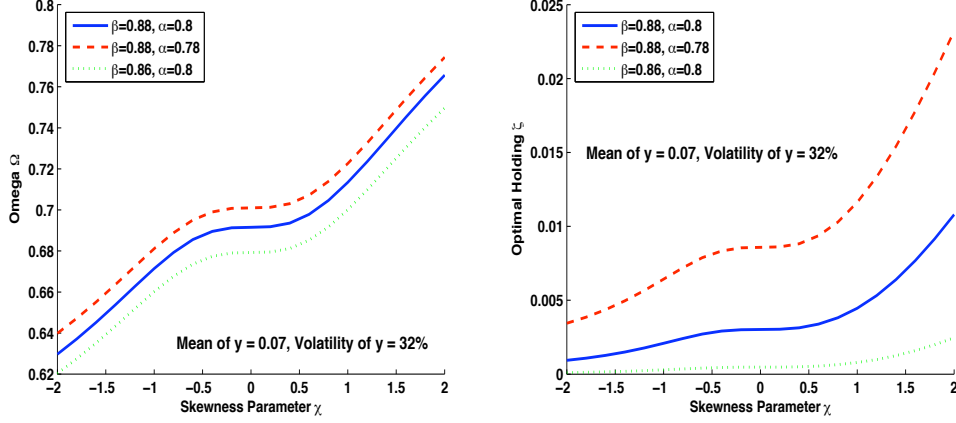 0.8
0.78
0.76
0.74
0.72
0.7
0.68
0.66
0.64
0.62
Omega Ω
β=0.88, α=0.8
β=0.88, α=0.78
β=0.86, α=0.8
Mean of y = 0.07, Volatility of y = 32%
−2 −1.5 −1 −0.5 0 0.5 1 1.5 2
Skewness Parameter χ
0.025
0.02
0.015
0.01
0.005
0
Optimal Holding ζ
β=0.88, α=0.8
β=0.88, α=0.78
β=0.86, α=0.8
Mean of y = 0.07, Volatility of y = 32%
−2 −1.5 −1 −0.5 0 0.5 1 1.5 2
Skewness Parameter χ